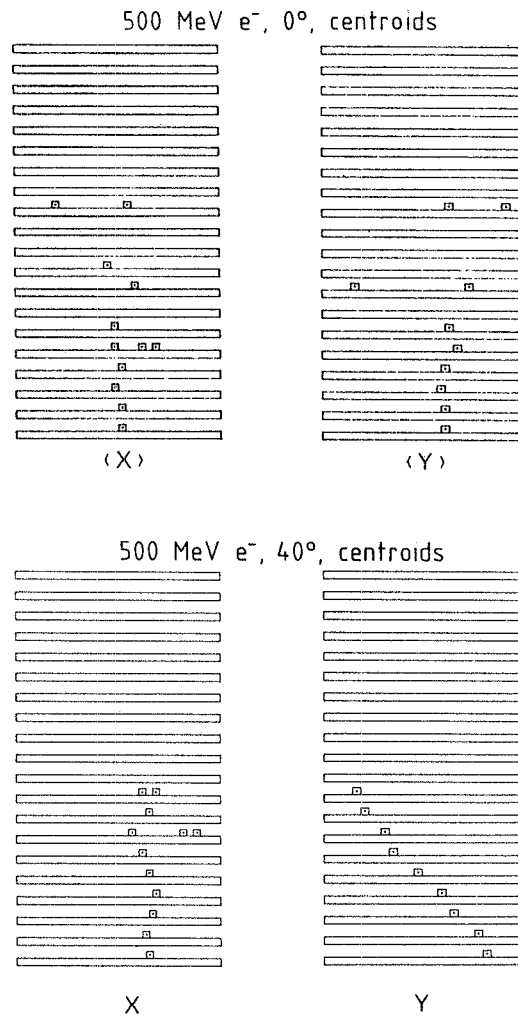 500 MeV e⁻, 0°, centroids
⟨X⟩ ⟨Y⟩
500 MeV e⁻, 40°, centroids
X Y